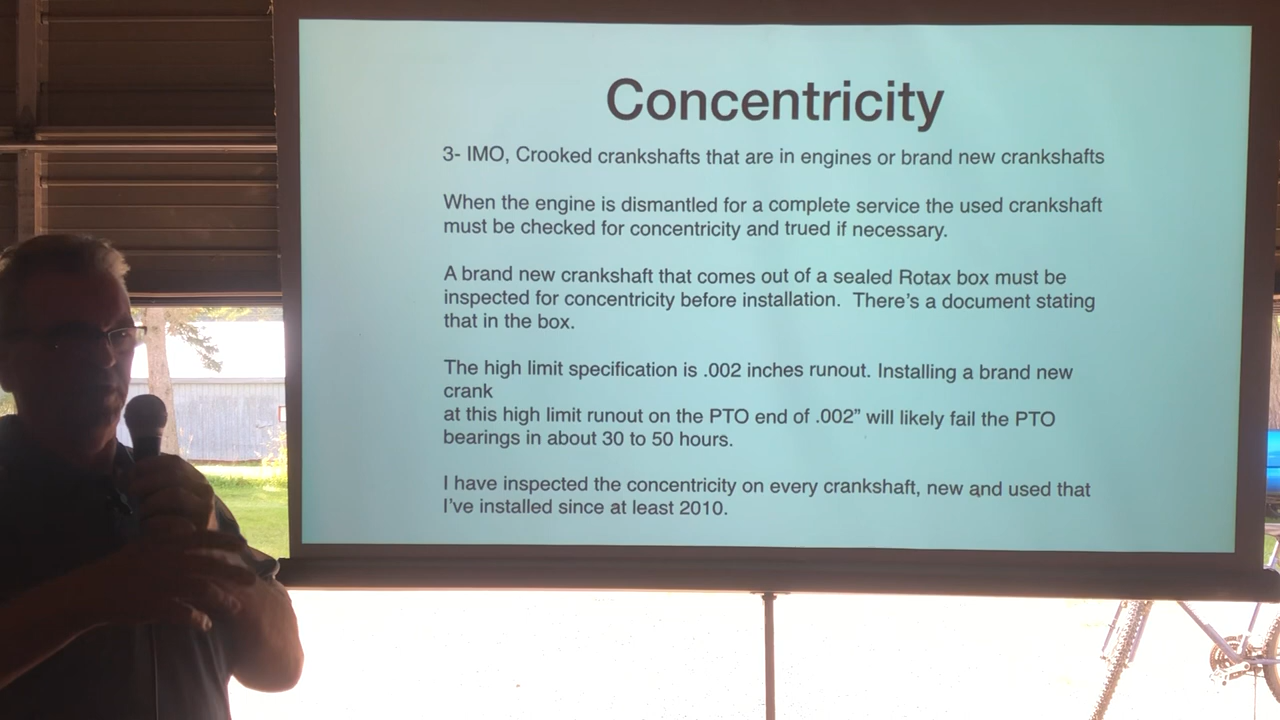 Concentricity
3- IMO, Crooked crankshafts that are in engines or brand new crankshafts
When the engine is dismantled for a complete service the used crankshaft
must be checked for concentricity and trued if necessary.
A brand new crankshaft that comes out of a sealed Rotax box must be
inspected for concentricity before installation.  There’s a document stating
that in the box.
The high limit specification is .002 inches runout. Installing a brand new
crank
at this high limit runout on the PTO end of .002” will likely fail the PTO
bearings in about 30 to 50 hours.
I have inspected the concentricity on every crankshaft, new and used that
I’ve installed since at least 2010.